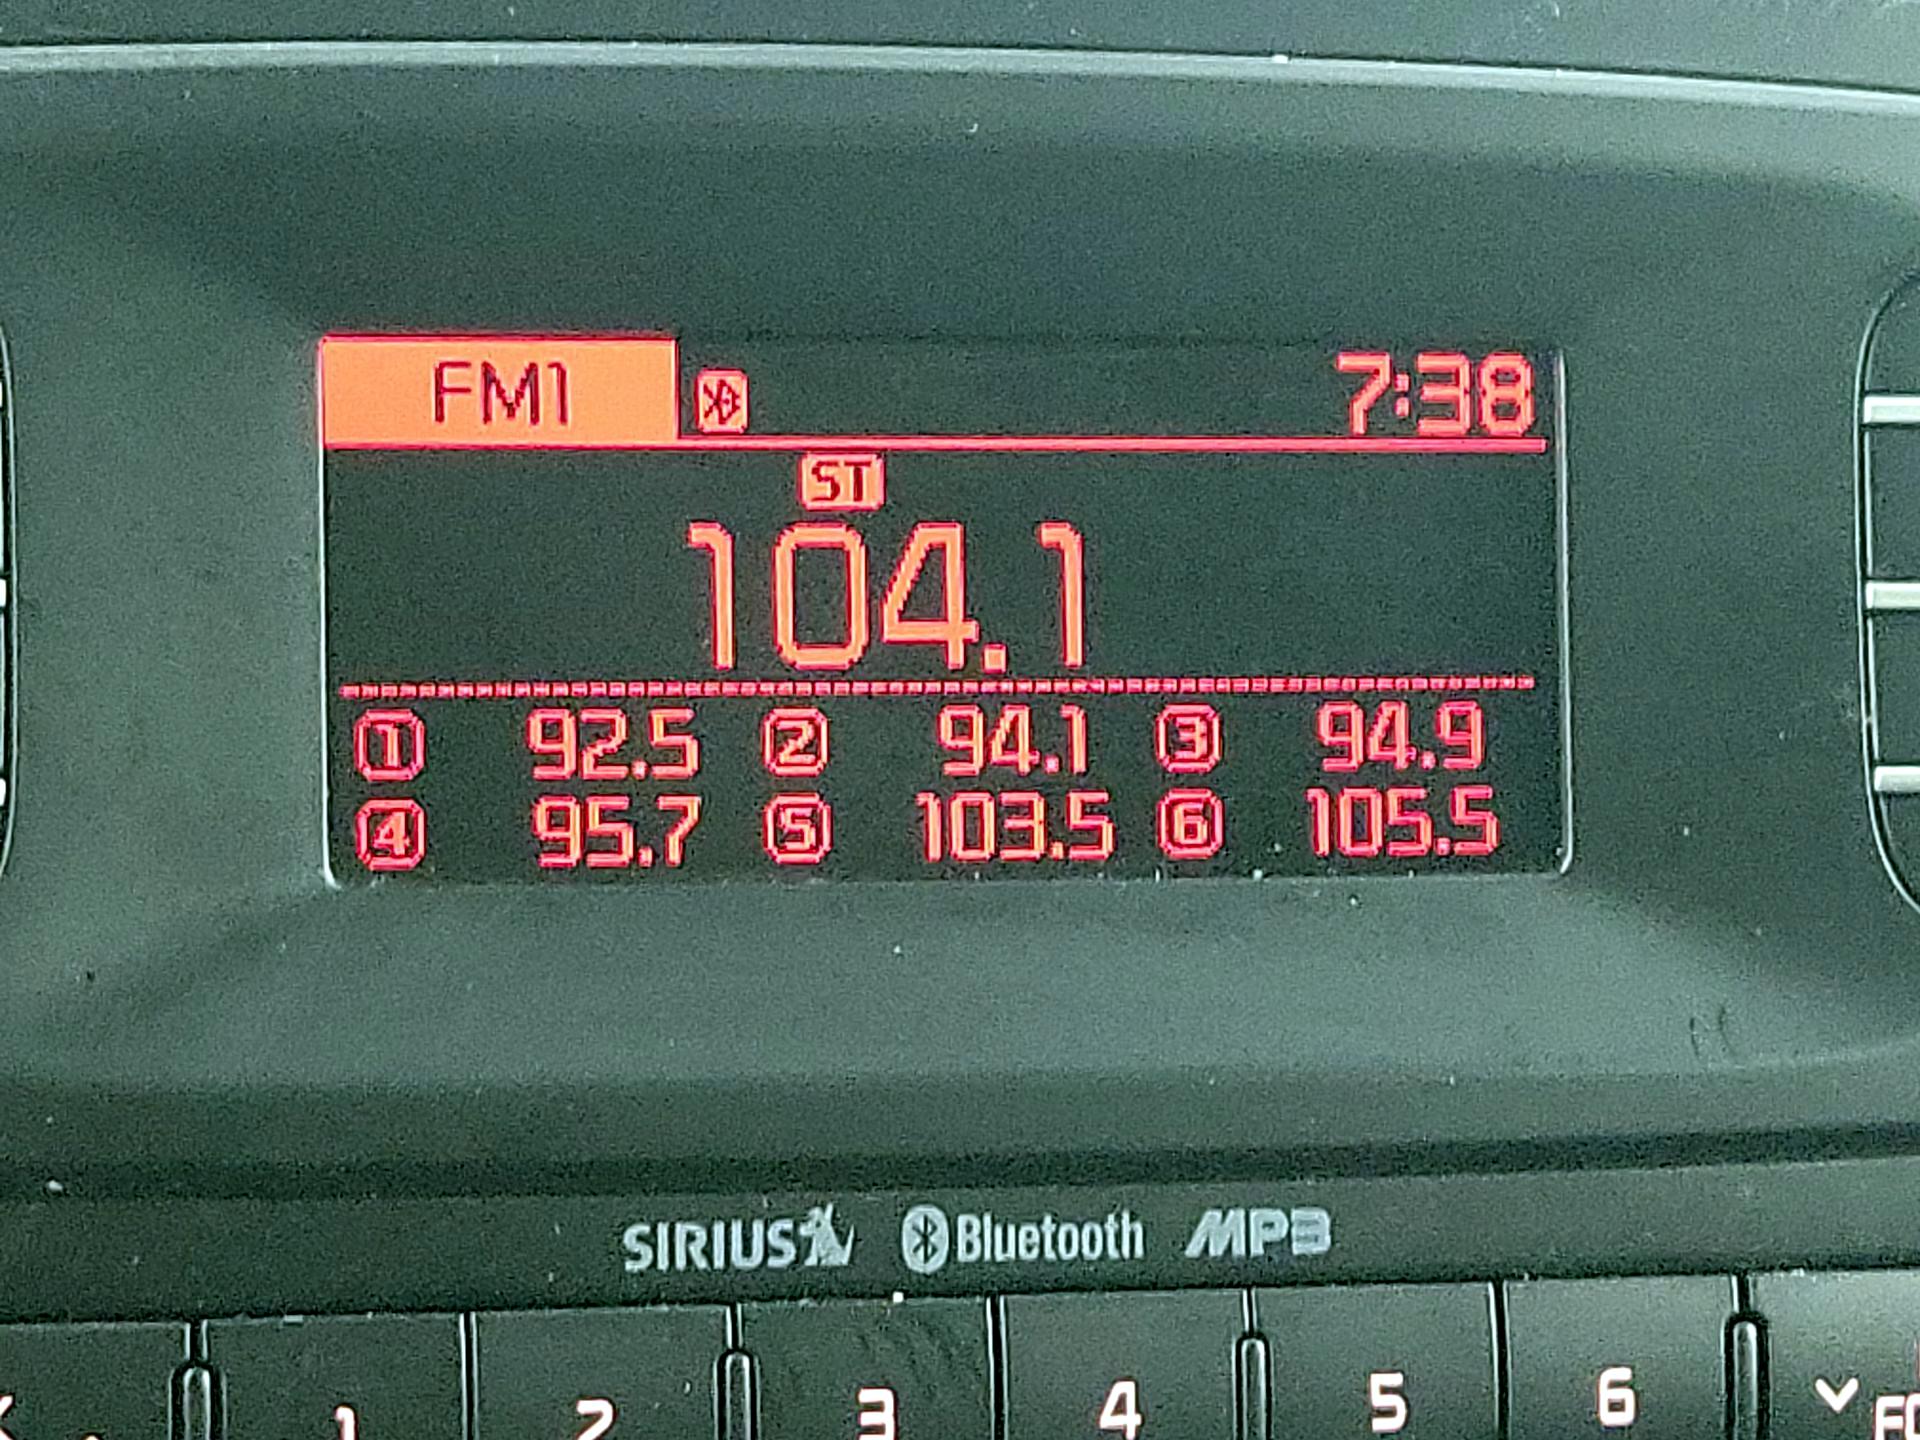 FM1 7:38
ST
104.1
1 92.5 2 94.1 3 94.9
4 95.7 5 103.5 6 105.5
SIRIUS Bluetooth MP3
1 2 3 4 5 6